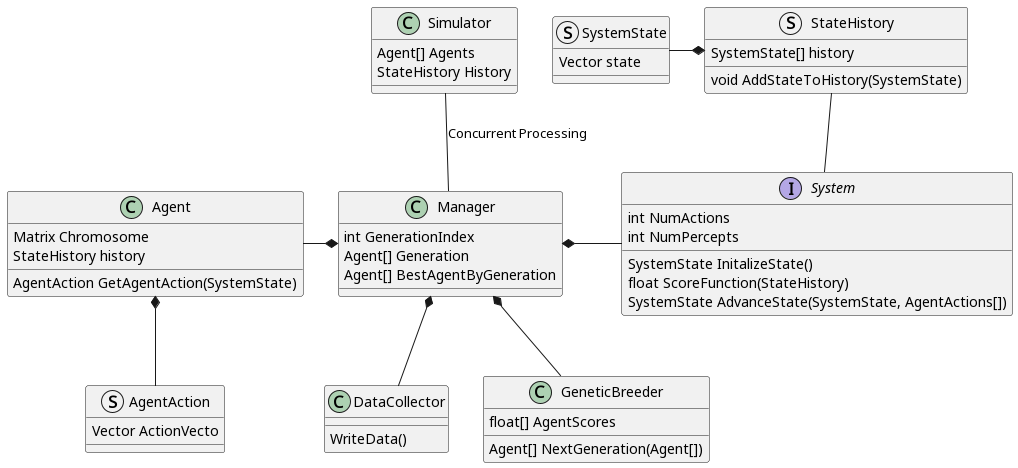 C Simulator
Agent[] Agents
StateHistory History
S SystemState
Vector state
S StateHistory
SystemState[] history
void AddStateToHistory(SystemState)
Concurrent Processing
C Agent
Matrix Chromosome
StateHistory history
AgentAction GetAgentAction(SystemState)
C Manager
int GenerationIndex
Agent[] Generation
Agent[] BestAgentByGeneration
I System
int NumActions
int NumPercepts
SystemState InitalizeState()
float ScoreFunction(StateHistory)
SystemState AdvanceState(SystemState, AgentActions[])
S AgentAction
Vector ActionVecto
C DataCollector
WriteData()
C GeneticBreeder
float[] AgentScores
Agent[] NextGeneration(Agent[])